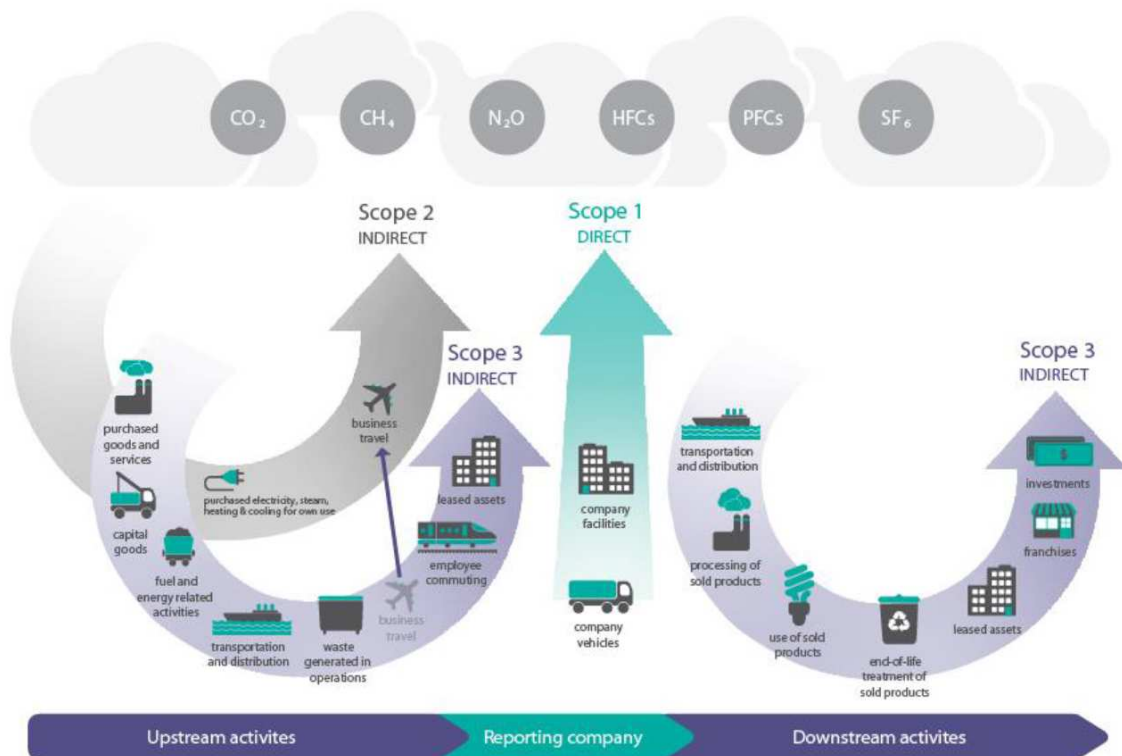 CO₂
CH₄
N₂O
HFCs
PFCs
SF₆
Scope 2
INDIRECT
Scope 1
DIRECT
Scope 3
INDIRECT
Scope 3
INDIRECT
purchased
goods and
services
capital
goods
fuel and
energy related
activities
purchased electricity, steam,
heating & cooling for own use
business
travel
transportation
and distribution
waste
generated in
operations
business
travel
employee
commuting
leased assets
company
facilities
company
vehicles
transportation
and distribution
processing of
sold products
use of sold
products
end-of-life
treatment of
sold products
leased assets
franchises
$
investments
Upstream activites
Reporting company
Downstream activites